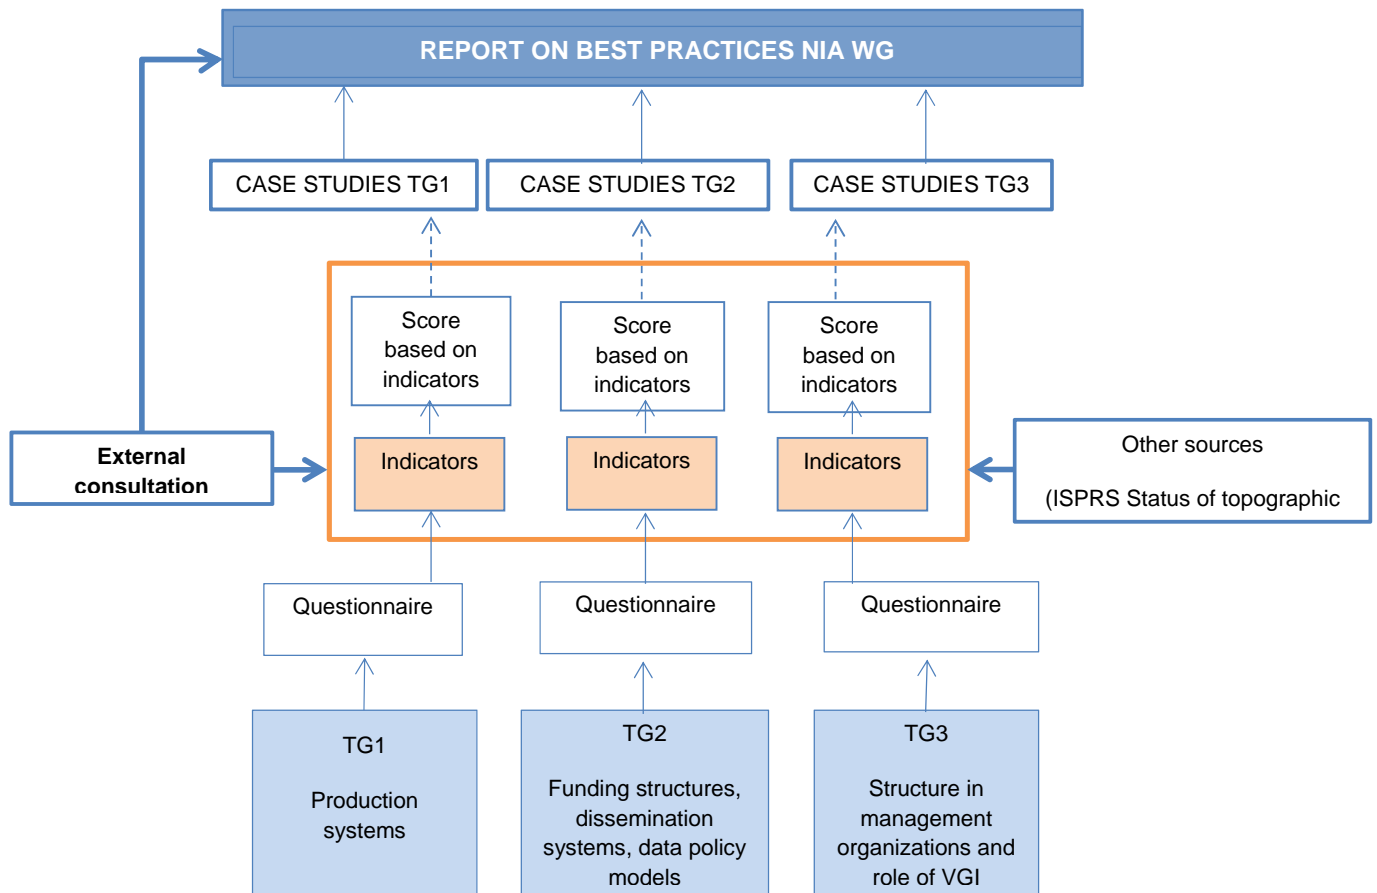 REPORT ON BEST PRACTICES NIA WG
CASE STUDIES TG1
CASE STUDIES TG2
CASE STUDIES TG3
Score
based on
indicators
Score
based on
indicators
Score
based on
indicators
External
consultation
Indicators
Indicators
Indicators
Other sources
(ISPRS Status of topographic
Questionnaire
Questionnaire
Questionnaire
TG1
Production
systems
TG2
Funding structures,
dissemination
systems, data policy
models
TG3
Structure in
management
organizations and
role of VGI